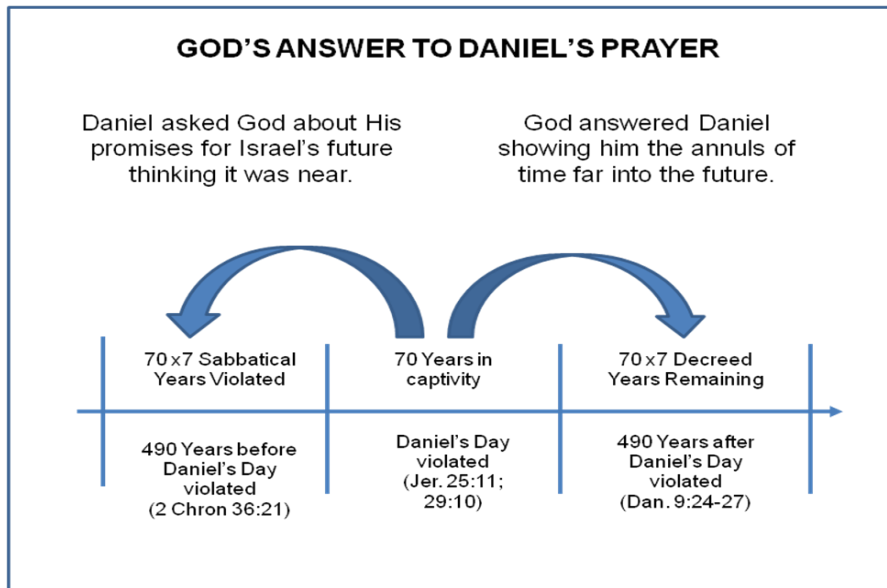 GOD'S ANSWER TO DANIEL'S PRAYER
Daniel asked God about His
promises for Israel's future
thinking it was near.
God answered Daniel
showing him the annuls of
time far into the future.
70 x7 Sabbatical
Years Violated
70 Years in
captivity
70 x7 Decreed
Years Remaining
490 Years before
Daniel's Day
violated
(2 Chron 36:21)
Daniel's Day
violated
(Jer. 25:11;
29:10)
490 Years after
Daniel's Day
violated
(Dan. 9:24-27)